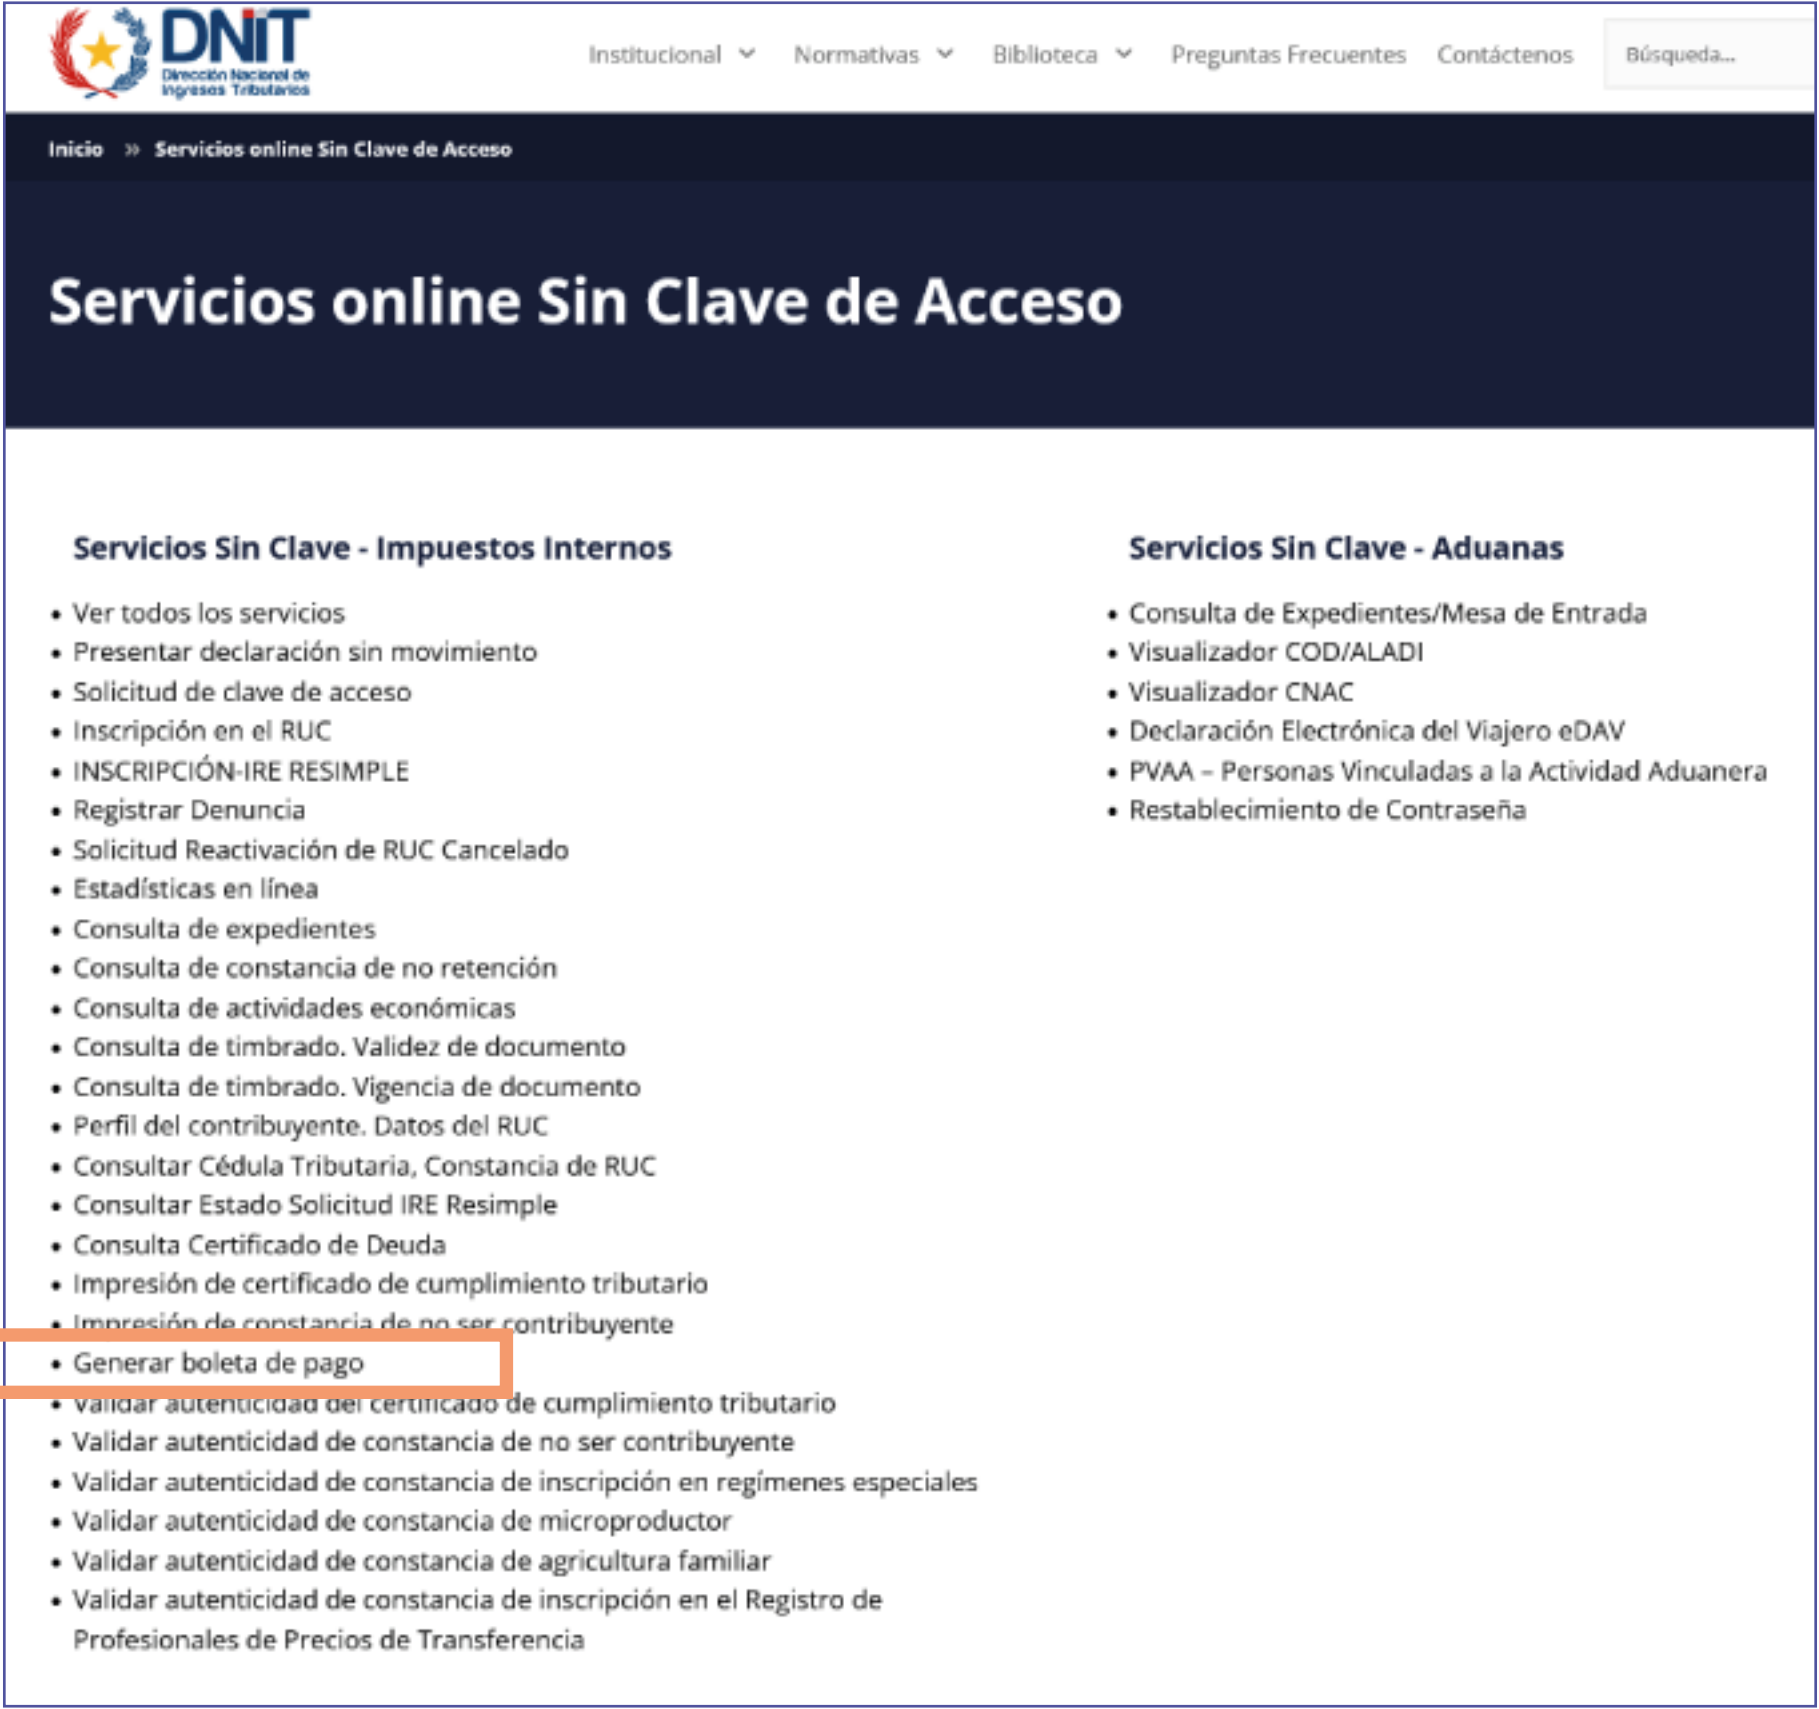 DNIT
Dirección Nacional de
Ingresos Tributarios
Institucional Normativas Biblioteca Preguntas Frecuentes Contáctenos Búsqueda...
Inicio » Servicios online Sin Clave de Acceso
Servicios online Sin Clave de Acceso
Servicios Sin Clave - Impuestos Internos
• Ver todos los servicios
• Presentar declaración sin movimiento
• Solicitud de clave de acceso
• Inscripción en el RUC
• INSCRIPCIÓN-IRE RESIMPLE
• Registrar Denuncia
• Solicitud Reactivación de RUC Cancelado
• Estadísticas en línea
• Consulta de expedientes
• Consulta de constancia de no retención
• Consulta de actividades económicas
• Consulta de timbrado. Validez de documento
• Consulta de timbrado. Vigencia de documento
• Perfil del contribuyente. Datos del RUC
• Consultar Cédula Tributaria, Constancia de RUC
• Consultar Estado Solicitud IRE Resimple
• Consulta Certificado de Deuda
• Impresión de certificado de cumplimiento tributario
• Impresión de constancia de no ser contribuyente
• Generar boleta de pago
• Validar autenticidad del certificado de cumplimiento tributario
• Validar autenticidad de constancia de no ser contribuyente
• Validar autenticidad de constancia de inscripción en regímenes especiales
• Validar autenticidad de constancia de microproductor
• Validar autenticidad de constancia de agricultura familiar
• Validar autenticidad de constancia de inscripción en el Registro de
Profesionales de Precios de Transferencia
Servicios Sin Clave - Aduanas
• Consulta de Expedientes/Mesa de Entrada
• Visualizador COD/ALADI
• Visualizador CNAC
• Declaración Electrónica del Viajero eDAV
• PVAA – Personas Vinculadas a la Actividad Aduanera
• Restablecimiento de Contraseña